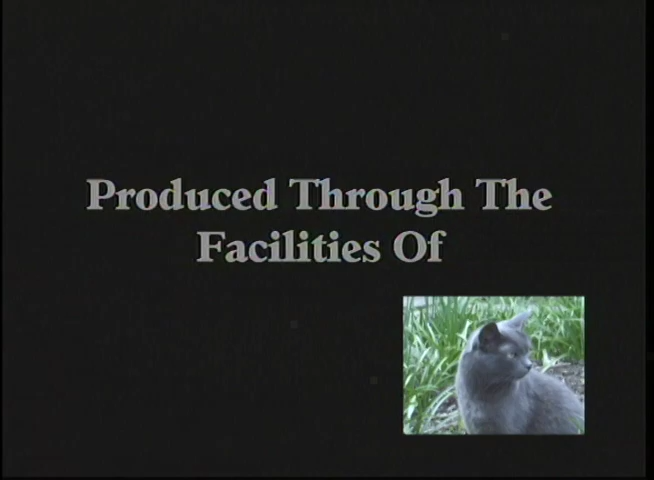 Produced Through The
Facilities Of